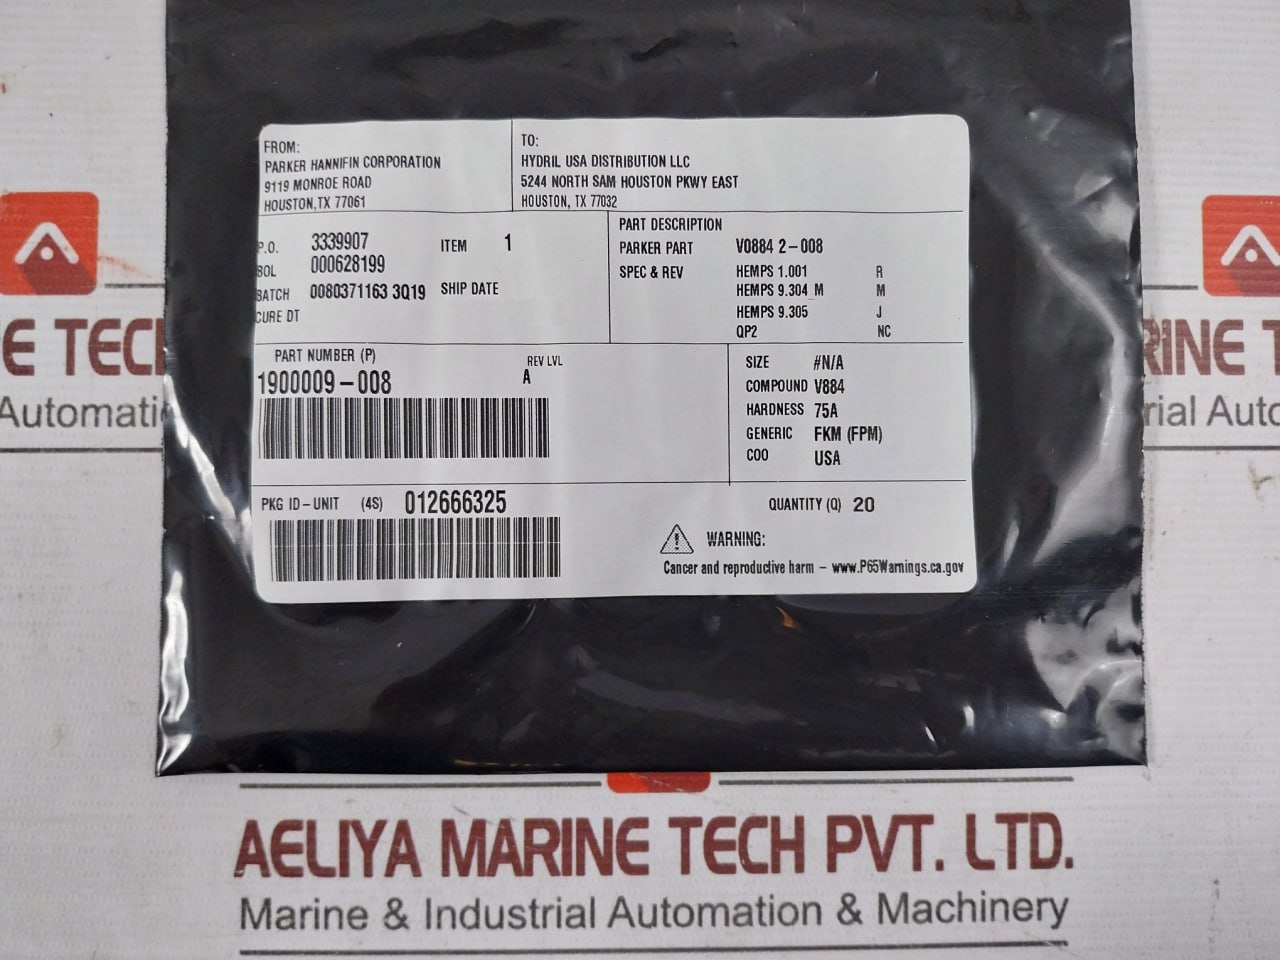 FROM:
PARKER HANNIFIN CORPORATION
9119 MONROE ROAD
HOUSTON,TX 77061
TO:
HYDRIL USA DISTRIBUTION LLC
5244 NORTH SAM HOUSTON PKWY EAST
HOUSTON, TX 77032
P.O. 3339907 ITEM 1
BOL 000628199
BATCH 0080371163 3Q19 SHIP DATE
CURE DT
PART DESCRIPTION
PARKER PART V0884 2-008
SPEC & REV HEMPS 1.001 R
HEMPS 9.304_M M
HEMPS 9.305 J
QP2 NC
PART NUMBER (P) REV LVL
1900009-008 A
SIZE #N/A
COMPOUND V884
HARDNESS 75A
GENERIC FKM (FPM)
COO USA
PKG ID-UNIT (4S) 012666325
QUANTITY (Q) 20
WARNING:
Cancer and reproductive harm - www.P65Warnings.ca.gov
E TEC
Automati
RINE T
rial Auto
AELIYA MARINE TECH PVT. LTD.
Marine & Industrial Automation & Machinery